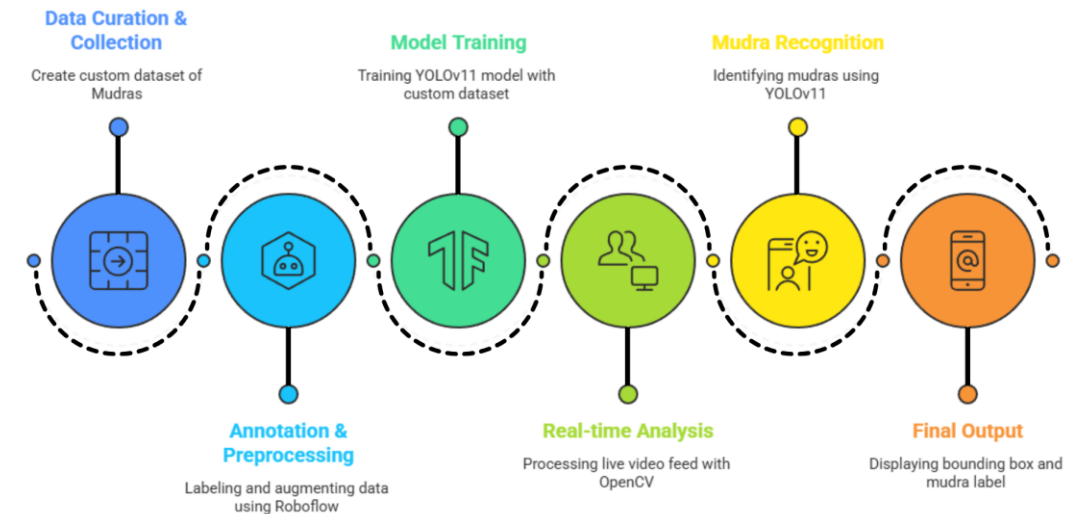 Data Curation &
Collection
Create custom dataset of
Mudras
Annotation &
Preprocessing
Labeling and augmenting data
using Roboflow
Model Training
Training YOLOv11 model with
custom dataset
Real-time Analysis
Processing live video feed with
OpenCV
Mudra Recognition
Identifying mudras using
YOLOv11
Final Output
Displaying bounding box and
mudra label